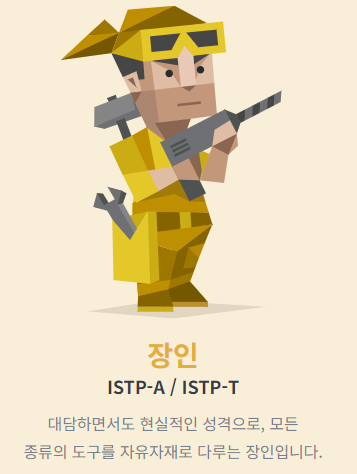 장인
ISTP-A / ISTP-T
대담하면서도 현실적인 성격으로, 모든
종류의 도구를 자유자재로 다루는 장인입니다.